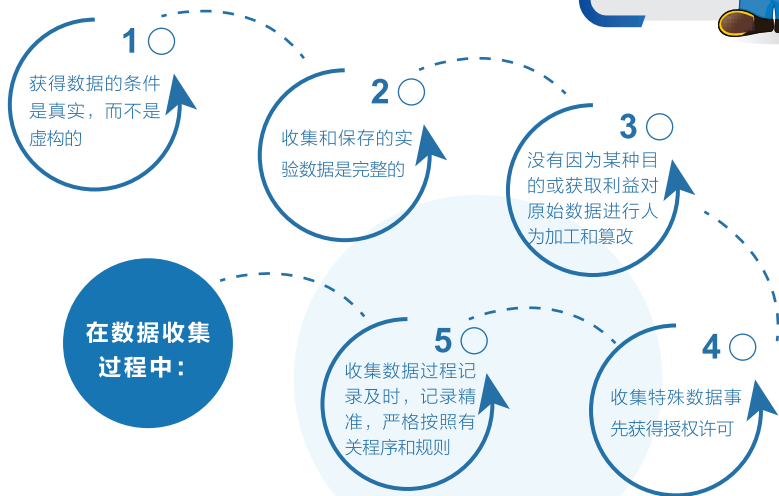 1
获得数据的条件
是真实，而不是
虚构的
2
收集和保存的实
验数据是完整的
3
没有因为某种目
的或获取利益对
原始数据进行人
为加工和篡改
4
收集特殊数据事
先获得授权许可
5
收集数据过程记
录及时，记录精
准，严格按照有
关程序和规则
在数据收集
过程中：